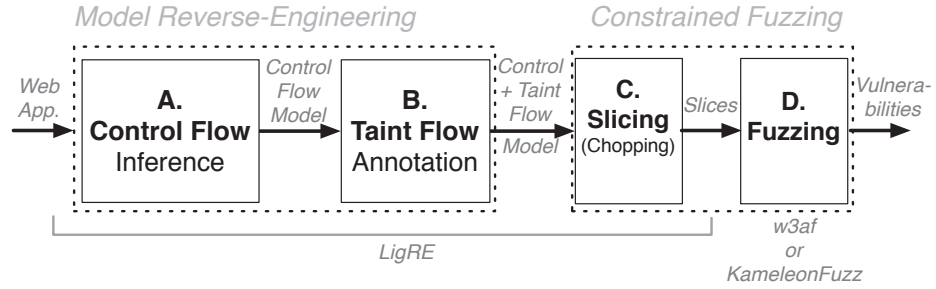 Model Reverse-Engineering
Constrained Fuzzing
Web
App.
A.
Control Flow
Inference
Control
Flow
Model
B.
Taint Flow
Annotation
Control
+ Taint
Flow
Model
C.
Slicing
(Chopping)
Slices
D.
Fuzzing
Vulnera-
bilities
LigRE
w3af
or
KameleonFuzz